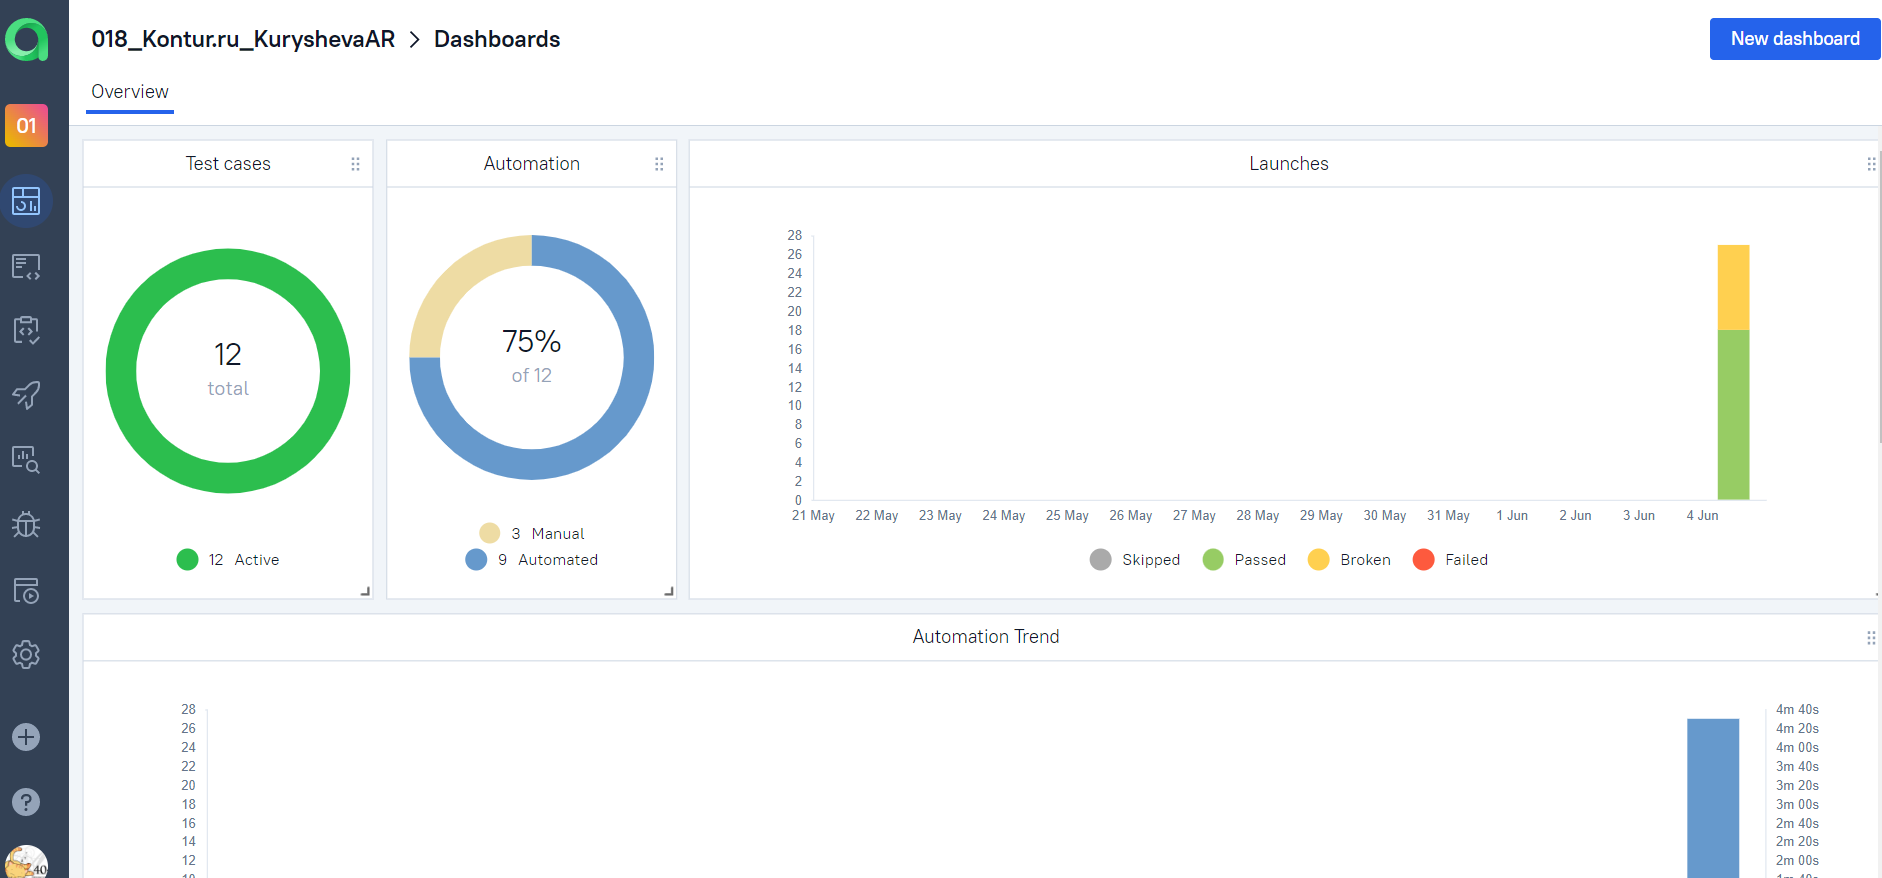 018_Kontur.ru_KuryshevaAR > Dashboards
New dashboard
Overview
01
Test cases
12
total
12 Active
Automation
75%
of 12
3 Manual
9 Automated
Launches
28
26
24
22
20
18
16
14
12
10
8
6
4
2
0
21 May 22 May 23 May 24 May 25 May 26 May 27 May 28 May 29 May 30 May 31 May 1 Jun 2 Jun 3 Jun 4 Jun
Skipped Passed Broken Failed
Automation Trend
28 4m 40s
26 4m 20s
24 4m 00s
22 3m 40s
20 3m 20s
18 3m 00s
16 2m 40s
14 2m 20s
12 2m 00s
40